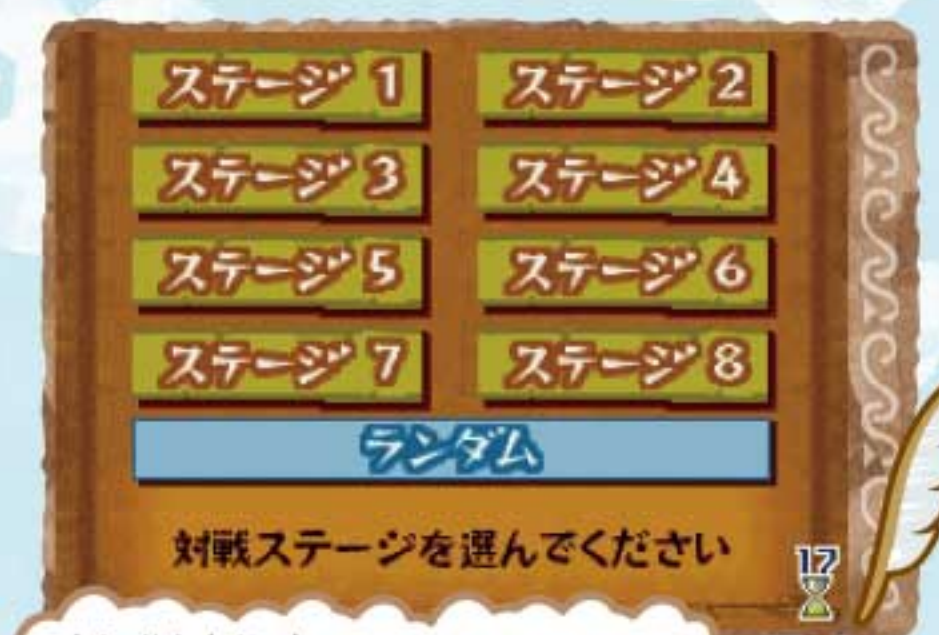 ステージ 1
ステージ 2
ステージ 3
ステージ 4
ステージ 5
ステージ 6
ステージ 7
ステージ 8
ランダム
対戦ステージを選んでください
17